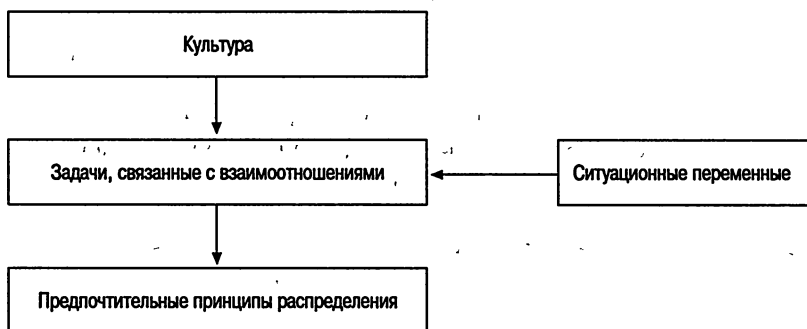 Культура
Задачи, связанные с взаимоотношениями
Ситуационные переменные
Предпочтительные принципы распределения